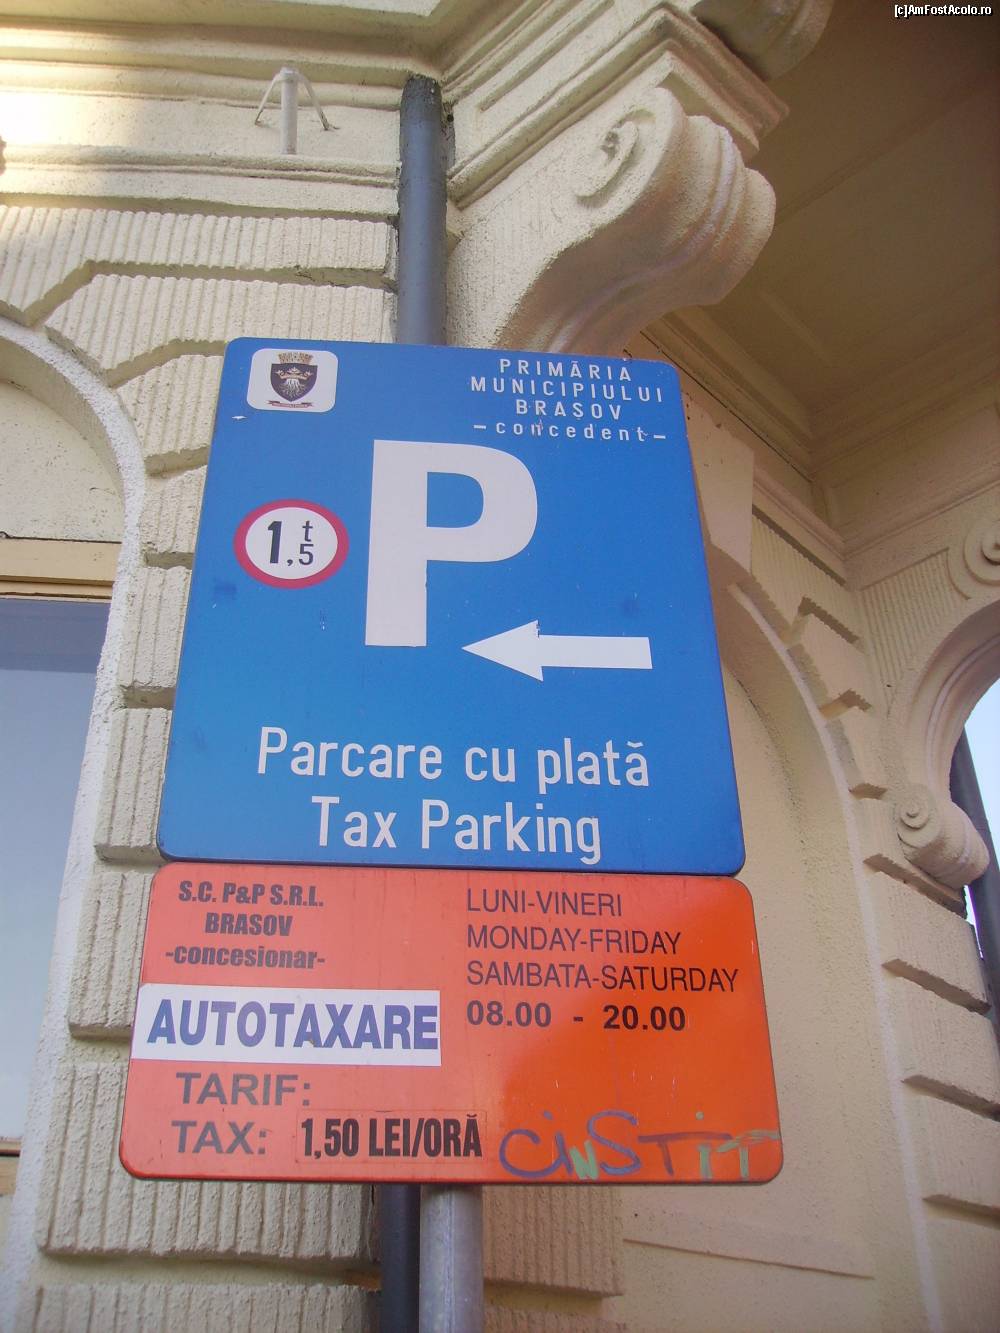 [c]AmFostAcolo.ro
PRIMĂRIA
MUNICIPIULUI
BRAȘOV
-concedent-
1,5 t
P
Parcare cu plată
Tax Parking
S.C. P&P S.R.L.
BRASOV
-concesionar-
AUTOTAXARE
TARIF:
TAX: 1,50 LEI/ORĂ
LUNI-VINERI
MONDAY-FRIDAY
SAMBATA-SATURDAY
08.00 - 20.00
CiNSTiT